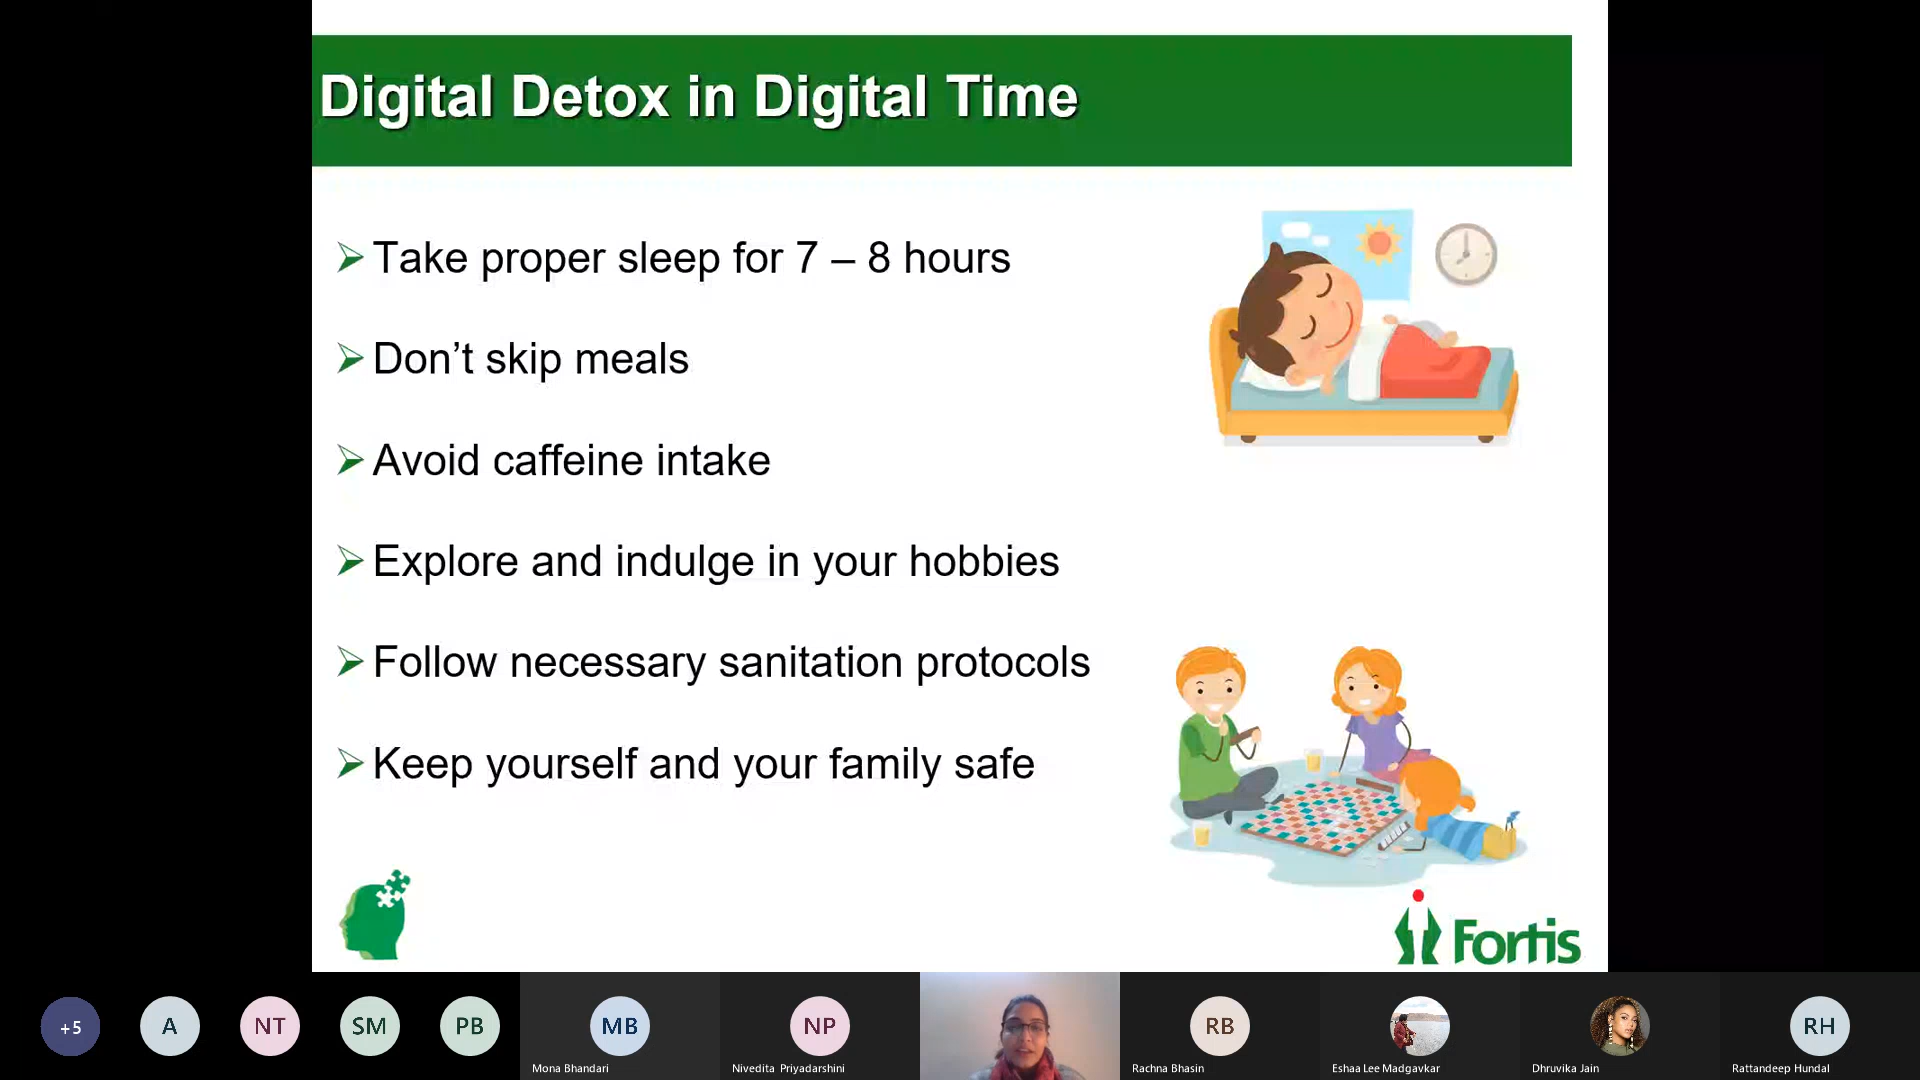 Digital Detox in Digital Time
Take proper sleep for 7 – 8 hours
Don’t skip meals
Avoid caffeine intake
Explore and indulge in your hobbies
Follow necessary sanitation protocols
Keep yourself and your family safe
Fortis
+5
A
NT
SM
PB
MB
NP
RB
RH
Mona Bhandari
Nivedita Priyadarshini
Rachna Bhasin
Eshaa Lee Madgavkar
Dhruvika Jain
Rattandeep Hundal